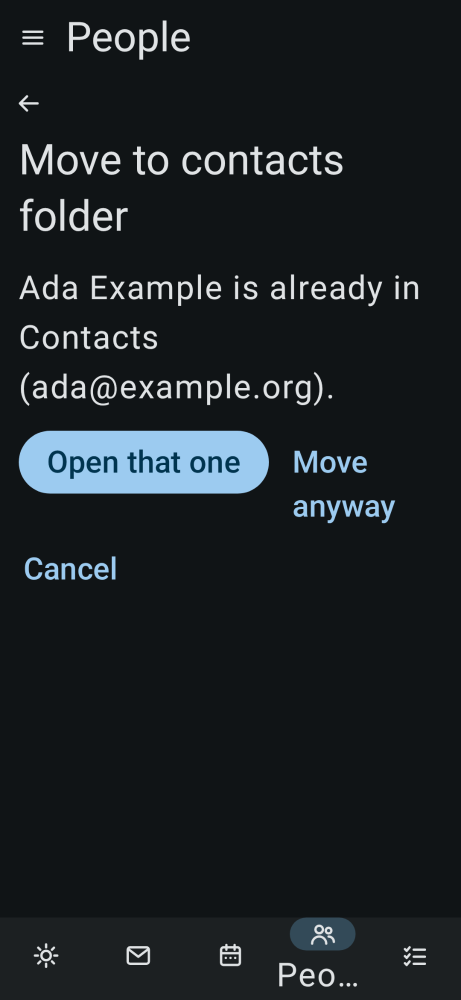 People
Move to contacts
folder
Ada Example is already in
Contacts
(ada@example.org).
Open that one
Move
anyway
Cancel
Peo…